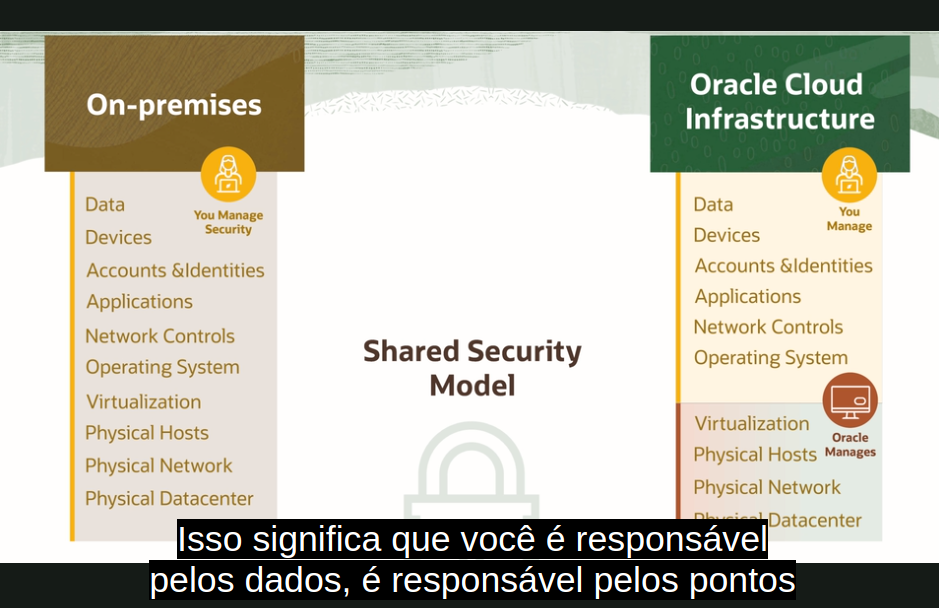 On-premises
You Manage
Security
Data
Devices
Accounts &Identities
Applications
Network Controls
Operating System
Virtualization
Physical Hosts
Physical Network
Physical Datacenter
Shared Security
Model
Oracle Cloud
Infrastructure
You
Manage
Data
Devices
Accounts &Identities
Applications
Network Controls
Operating System
Oracle
Manages
Virtualization
Physical Hosts
Physical Network
Physical Datacenter
Isso significa que você é responsável
pelos dados, é responsável pelos pontos